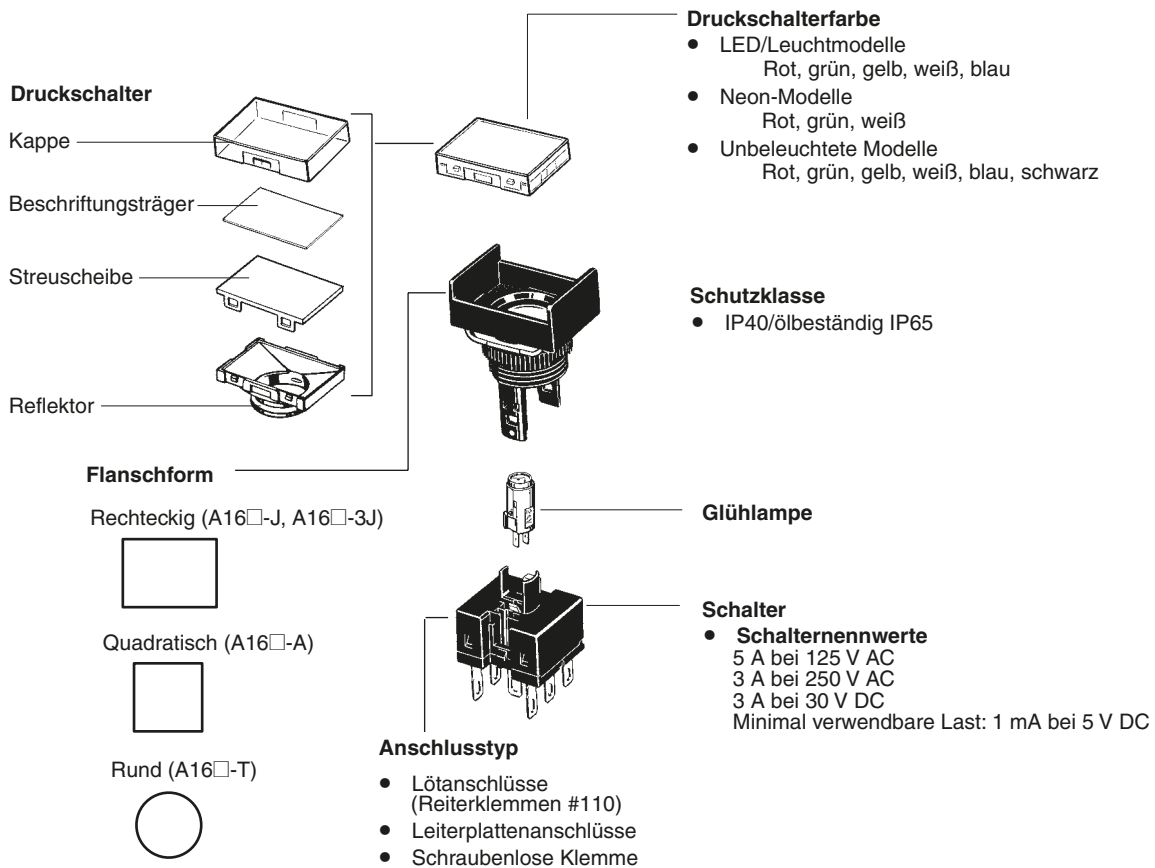 Druckschalterfarbe
● LED/Leuchtmodelle
Rot, grün, gelb, weiß, blau
● Neon-Modelle
Rot, grün, weiß
● Unbeleuchtete Modelle
Rot, grün, gelb, weiß, blau, schwarz
Druckschalter
Kappe
Beschriftungsträger
Streuscheibe
Reflektor
Schutzklasse
● IP40/ölbeständig IP65
Flanschform
Rechteckig (A16□-J, A16□-3J)
Quadratisch (A16□-A)
Rund (A16□-T)
Glühlampe
Schalter
● Schalternennwerte
5 A bei 125 V AC
3 A bei 250 V AC
3 A bei 30 V DC
Minimal verwendbare Last: 1 mA bei 5 V DC
Anschlusstyp
● Lötanschlüsse
(Reiterklemmen #110)
● Leiterplattenanschlüsse
● Schraubenlose Klemme